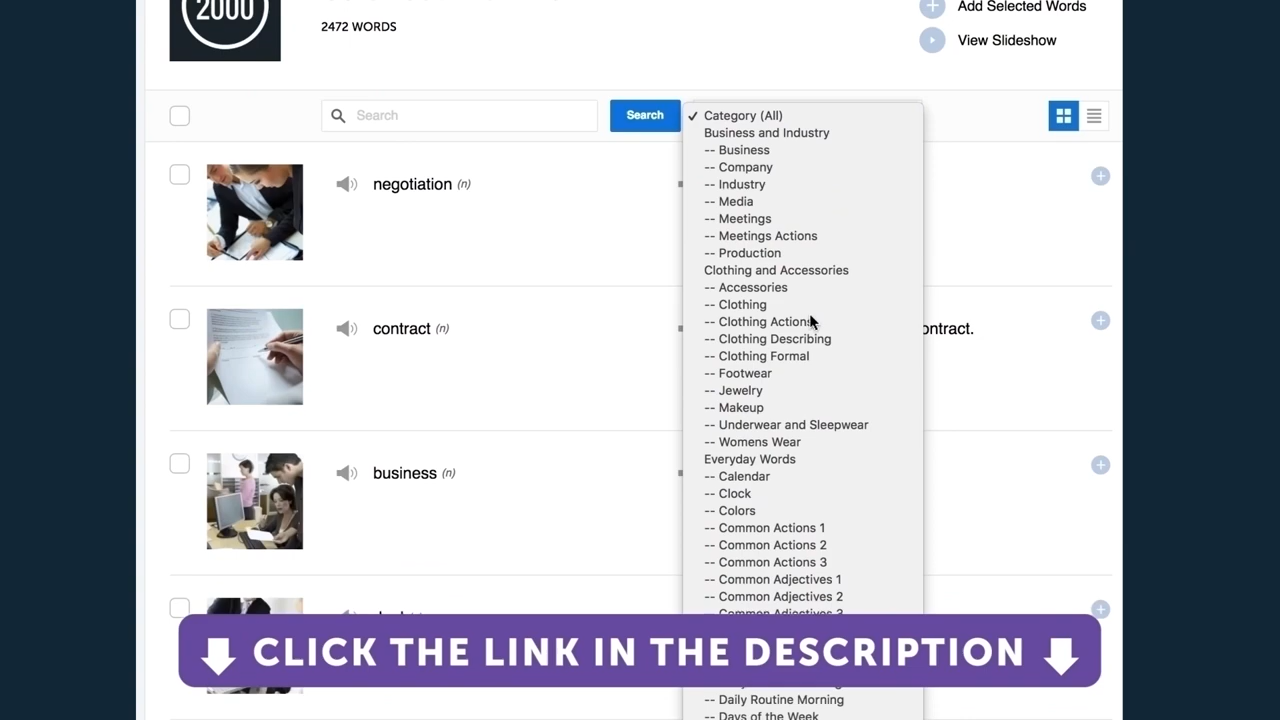 2000
2472 WORDS
Add Selected Words
View Slideshow
Search
Search
✓ Category (All)
Business and Industry
-- Business
-- Company
-- Industry
-- Media
-- Meetings
-- Meetings Actions
-- Production
Clothing and Accessories
-- Accessories
-- Clothing
-- Clothing Actions
-- Clothing Describing
-- Clothing Formal
-- Footwear
-- Jewelry
-- Makeup
-- Underwear and Sleepwear
-- Womens Wear
Everyday Words
-- Calendar
-- Clock
-- Colors
-- Common Actions 1
-- Common Actions 2
-- Common Actions 3
-- Common Adjectives 1
-- Common Adjectives 2
-- Common Adjectives 3
-- Daily Routine Morning
-- Days of the Week
negotiation (n)
contract (n)
ontract.
business (n)
CLICK THE LINK IN THE DESCRIPTION